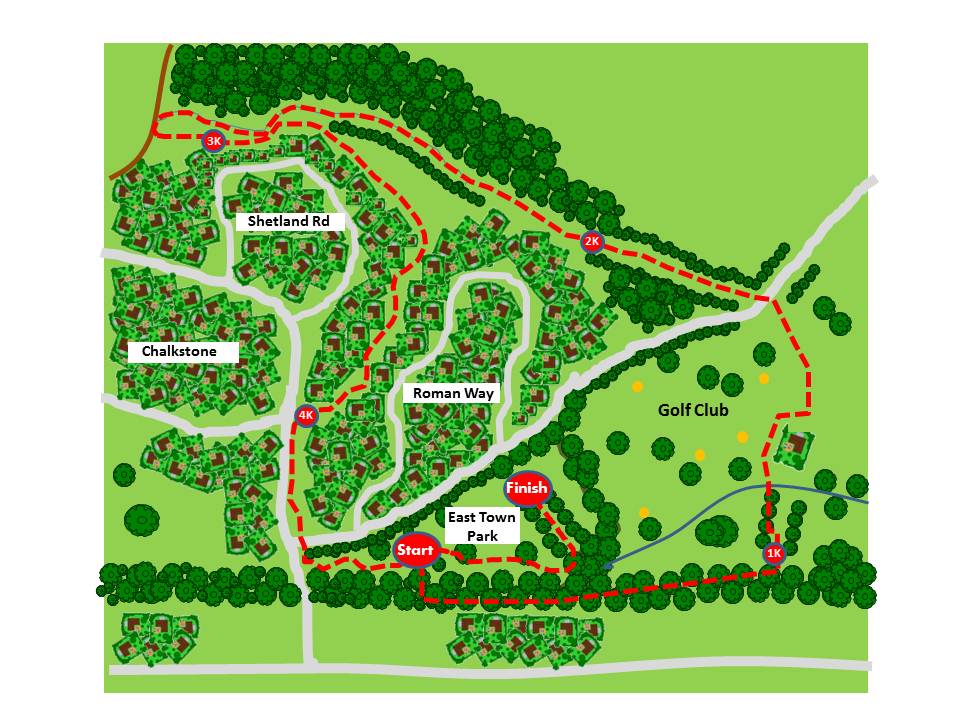 3K
Shetland Rd
2K
Chalkstone
Roman Way
Golf Club
4K
Finish
East Town
Park
Start
1K